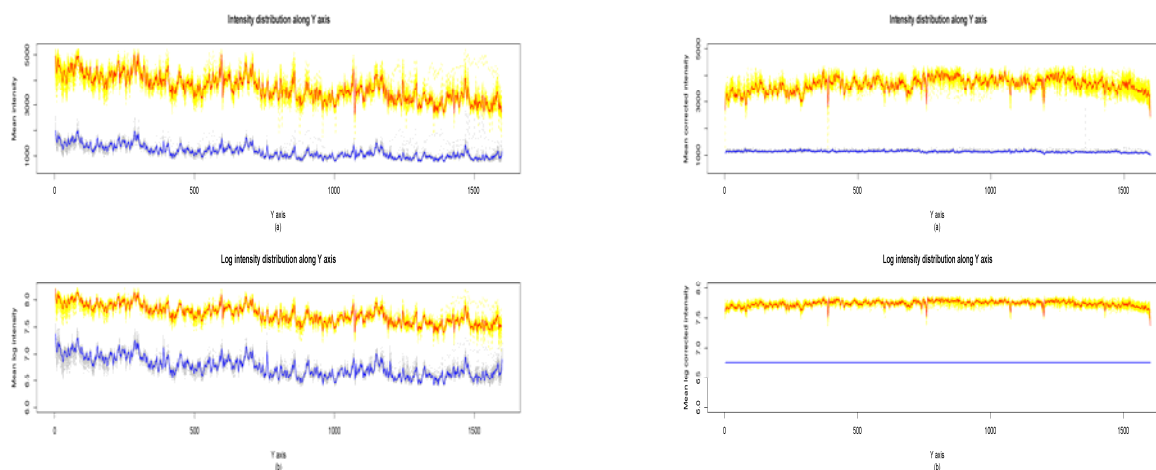 Intensity distribution along Y axis
Mean intensity
5000
3000
1000
0
500
1000
1500
Y axis
(a)
Log intensity distribution along Y axis
Mean log intensity
8.0
7.5
7.0
6.5
6.0
0
500
1000
1500
Y axis
(b)
Intensity distribution along Y axis
Mean corrected intensity
5000
3000
1000
0
500
1000
1500
Y axis
(a)
Log intensity distribution along Y axis
Mean log corrected intensity
8.0
7.5
7.0
6.5
6.0
0
500
1000
1500
Y axis
(b)